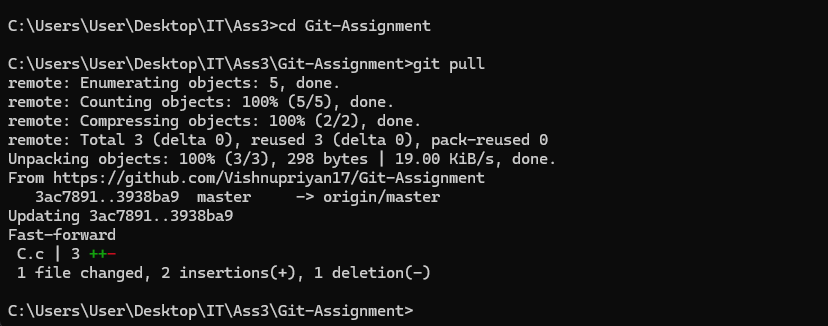 C:\Users\User\Desktop\IT\Ass3>cd Git-Assignment
C:\Users\User\Desktop\IT\Ass3\Git-Assignment>git pull
remote: Enumerating objects: 5, done.
remote: Counting objects: 100% (5/5), done.
remote: Compressing objects: 100% (2/2), done.
remote: Total 3 (delta 0), reused 3 (delta 0), pack-reused 0
Unpacking objects: 100% (3/3), 298 bytes | 19.00 KiB/s, done.
From https://github.com/Vishnupriyan17/Git-Assignment
   3ac7891..3938ba9  master     -> origin/master
Updating 3ac7891..3938ba9
Fast-forward
 C.c | 3 ++-
 1 file changed, 2 insertions(+), 1 deletion(-)
C:\Users\User\Desktop\IT\Ass3\Git-Assignment>